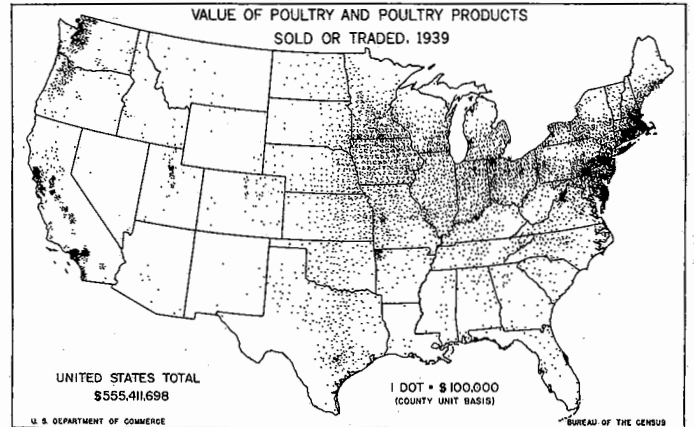 VALUE OF POULTRY AND POULTRY PRODUCTS
SOLD OR TRADED, 1939
UNITED STATES TOTAL
$555,411,698
1 DOT = $100,000
(COUNTY UNIT BASIS)
U. S. DEPARTMENT OF COMMERCE
BUREAU OF THE CENSUS